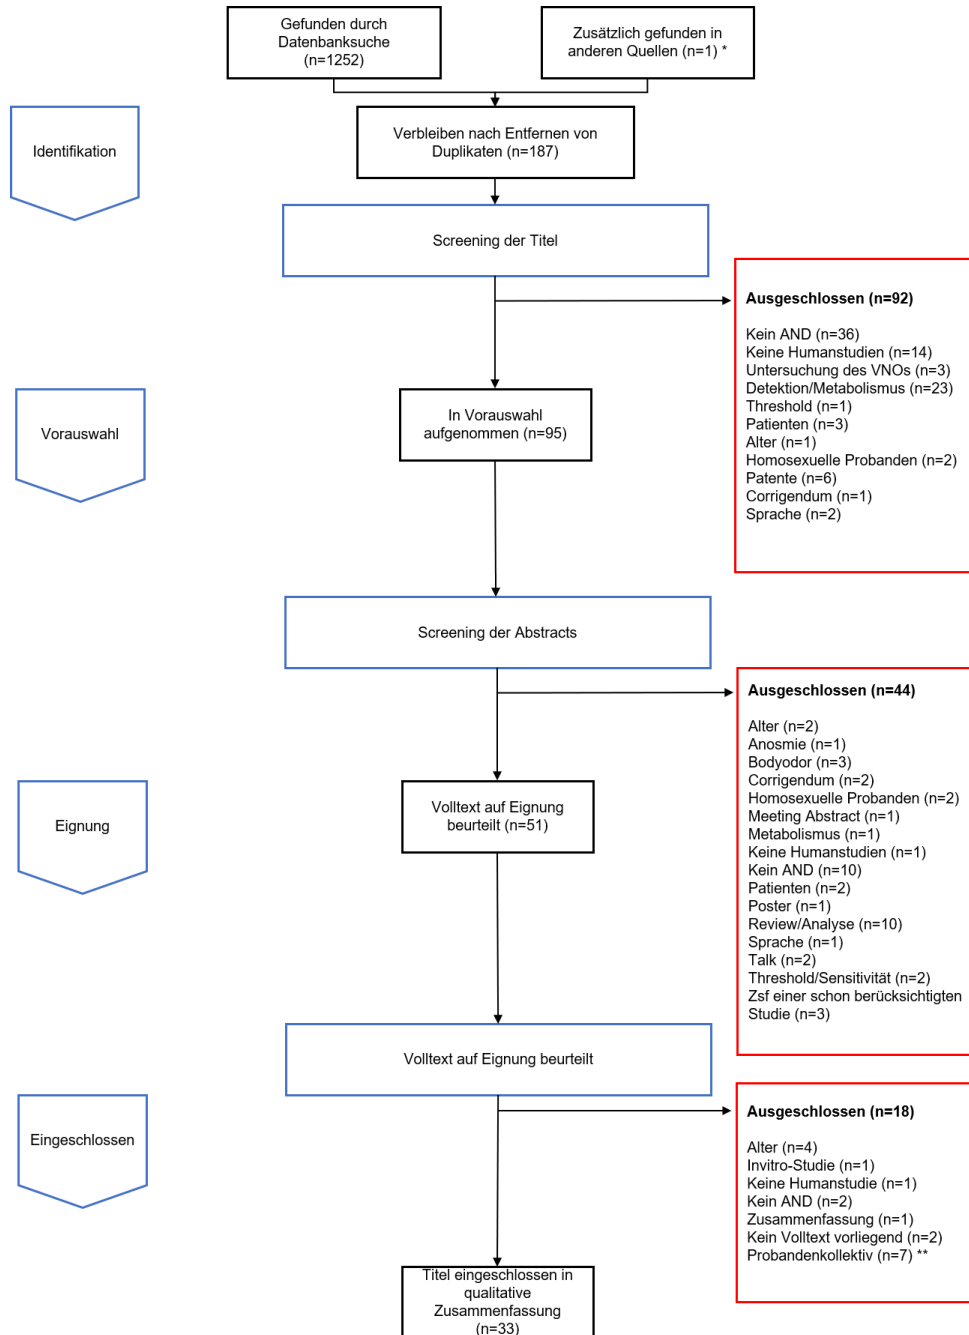 Gefunden durch
Datenbanksuche
(n=1252)
Zusätzlich gefunden in
anderen Quellen (n=1) *
Identifikation
Verbleiben nach Entfernen von
Duplikaten (n=187)
Screening der Titel
Ausgeschlossen (n=92)
Kein AND (n=36)
Keine Humanstudien (n=14)
Untersuchung des VNOs (n=3)
Detektion/Metabolismus (n=23)
Threshold (n=1)
Patienten (n=3)
Alter (n=1)
Homosexuelle Probanden (n=2)
Patente (n=6)
Corrigendum (n=1)
Sprache (n=2)
Vorauswahl
In Vorauswahl
aufgenommen (n=95)
Screening der Abstracts
Ausgeschlossen (n=44)
Alter (n=2)
Anosmie (n=1)
Bodyodor (n=3)
Corrigendum (n=2)
Homosexuelle Probanden (n=2)
Meeting Abstract (n=1)
Metabolismus (n=1)
Keine Humanstudien (n=1)
Kein AND (n=10)
Patienten (n=2)
Poster (n=1)
Review/Analyse (n=10)
Sprache (n=1)
Talk (n=2)
Threshold/Sensitivität (n=2)
Zsf einer schon berücksichtigten
Studie (n=3)
Eignung
Volltext auf Eignung
beurteilt (n=51)
Volltext auf Eignung beurteilt
Ausgeschlossen (n=18)
Alter (n=4)
Invitro-Studie (n=1)
Keine Humanstudie (n=1)
Kein AND (n=2)
Zusammenfassung (n=1)
Kein Volltext vorliegend (n=2)
Probandenkollektiv (n=7) **
Eingeschlossen
Titel eingeschlossen in
qualitative
Zusammenfassung
(n=33)